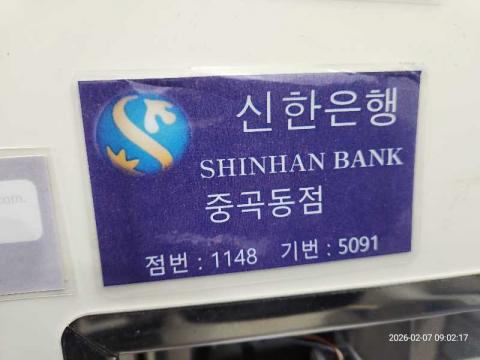 신한은행
SHINHAN BANK
중곡동점
점번 : 1148 기번 : 5091
com.
2026-02-07 09:02:17